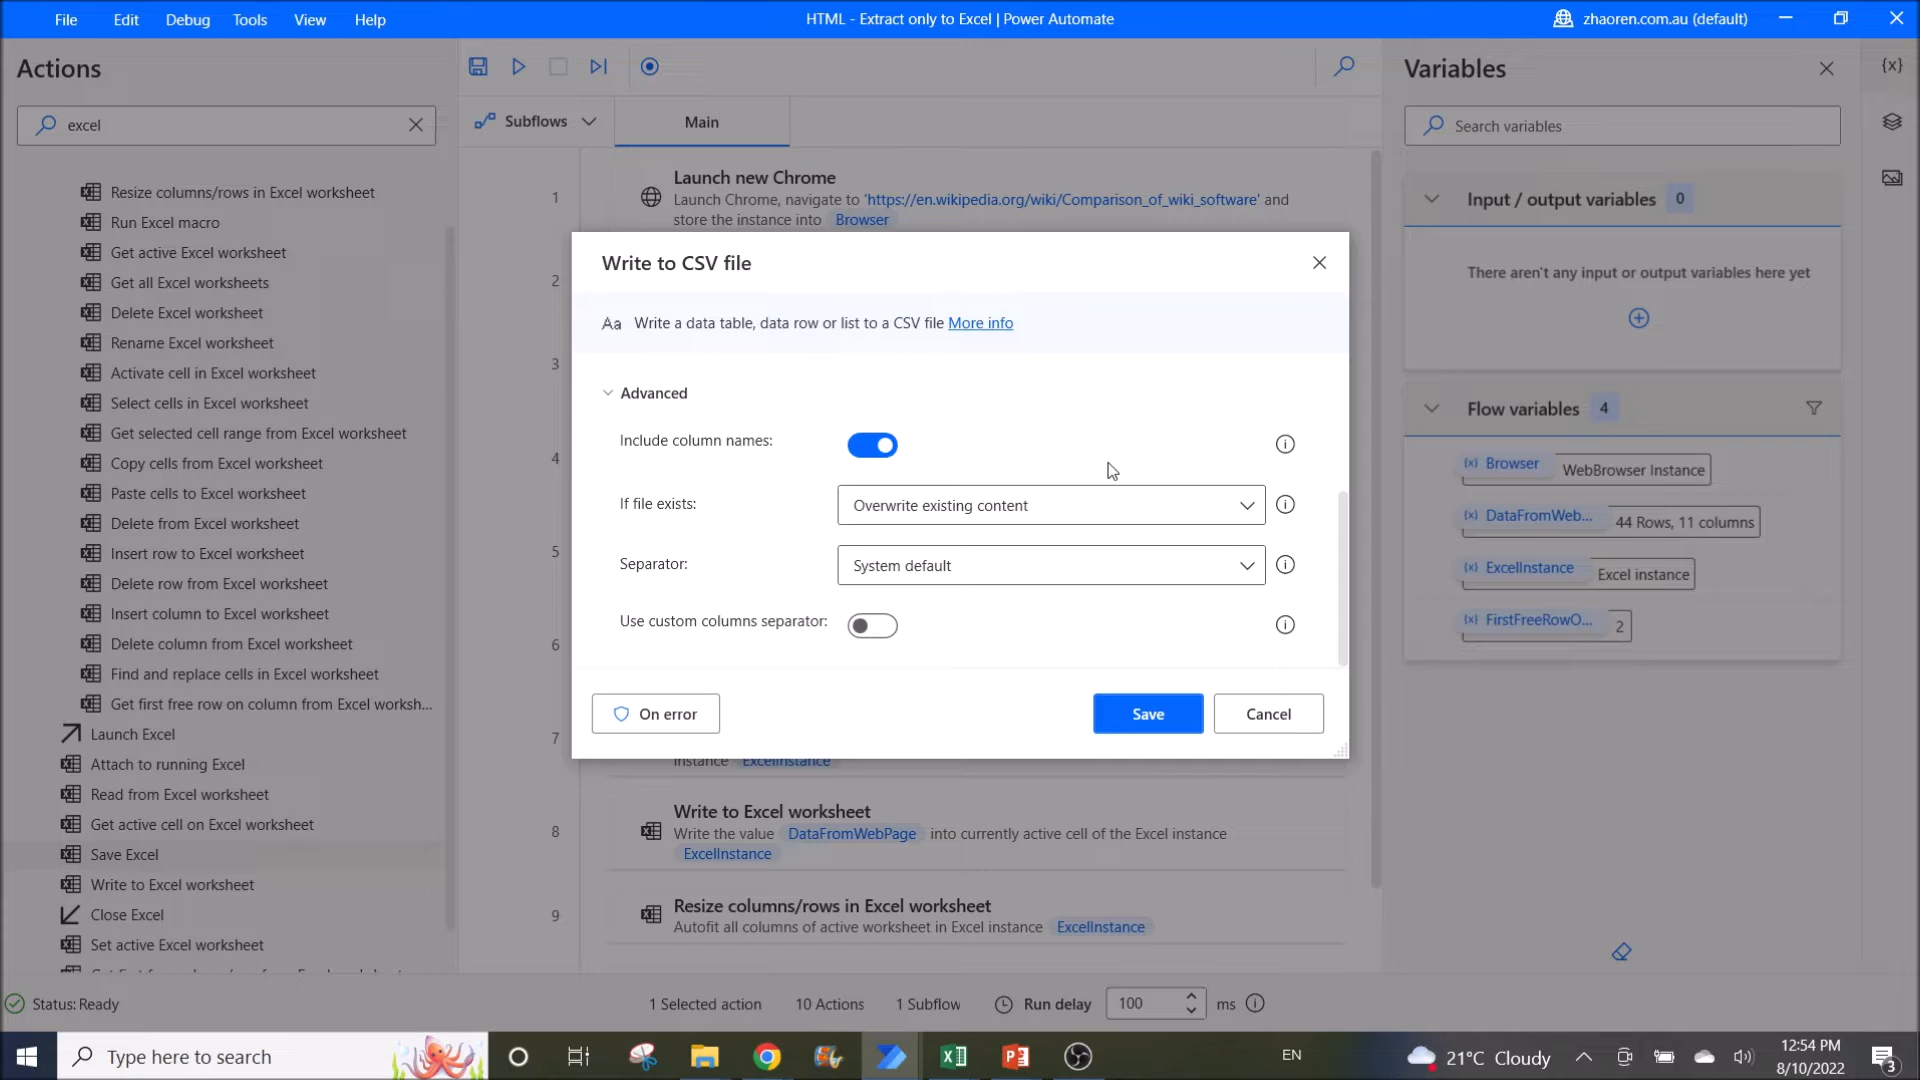 File Edit Debug Tools View Help
HTML - Extract only to Excel | Power Automate
zhaoren.com.au (default)
Actions
excel
Resize columns/rows in Excel worksheet
Run Excel macro
Get active Excel worksheet
Get all Excel worksheets
Delete Excel worksheet
Rename Excel worksheet
Activate cell in Excel worksheet
Select cells in Excel worksheet
Get selected cell range from Excel worksheet
Copy cells from Excel worksheet
Paste cells to Excel worksheet
Delete from Excel worksheet
Insert row to Excel worksheet
Delete row from Excel worksheet
Insert column to Excel worksheet
Delete column from Excel worksheet
Find and replace cells in Excel worksheet
Get first free row on column from Excel worksh...
Launch Excel
Attach to running Excel
Read from Excel worksheet
Get active cell on Excel worksheet
Save Excel
Write to Excel worksheet
Close Excel
Set active Excel worksheet
Subflows
Main
1
Launch new Chrome
Launch Chrome, navigate to 'https://en.wikipedia.org/wiki/Comparison_of_wiki_software' and
store the instance into Browser
2
3
4
5
6
7
Write to CSV file
Aa Write a data table, data row or list to a CSV file More info
Advanced
Include column names:
If file exists: Overwrite existing content
Separator: System default
Use custom columns separator:
On error
Save
Cancel
instance ExcelInstance
8
Write to Excel worksheet
Write the value DataFromWebPage into currently active cell of the Excel instance
ExcelInstance
9
Resize columns/rows in Excel worksheet
Autofit all columns of active worksheet in Excel instance ExcelInstance
Variables
{x}
Search variables
Input / output variables 0
There aren't any input or output variables here yet
Flow variables 4
{x} Browser WebBrowser Instance
{x} DataFromWeb... 44 Rows, 11 columns
{x} ExcelInstance Excel instance
{x} FirstFreeRowO... 2
Status: Ready
1 Selected action
10 Actions
1 Subflow
Run delay 100 ms
Type here to search
EN
21°C Cloudy
12:54 PM
8/10/2022
3